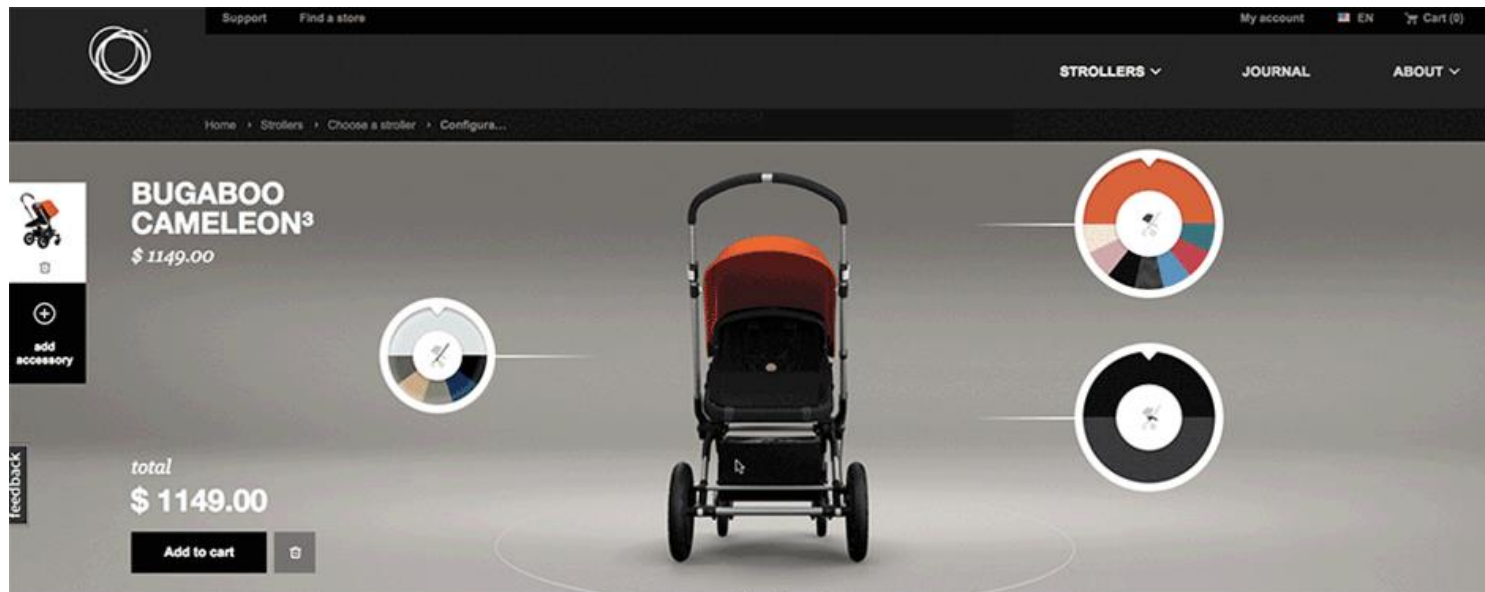 Support Find a store My account EN Cart (0)
STROLLERS JOURNAL ABOUT
Home › Strollers › Choose a stroller › Configura...
BUGABOO
CAMELEON³
$ 1149.00
add
accessory
feedback
total
$ 1149.00
Add to cart